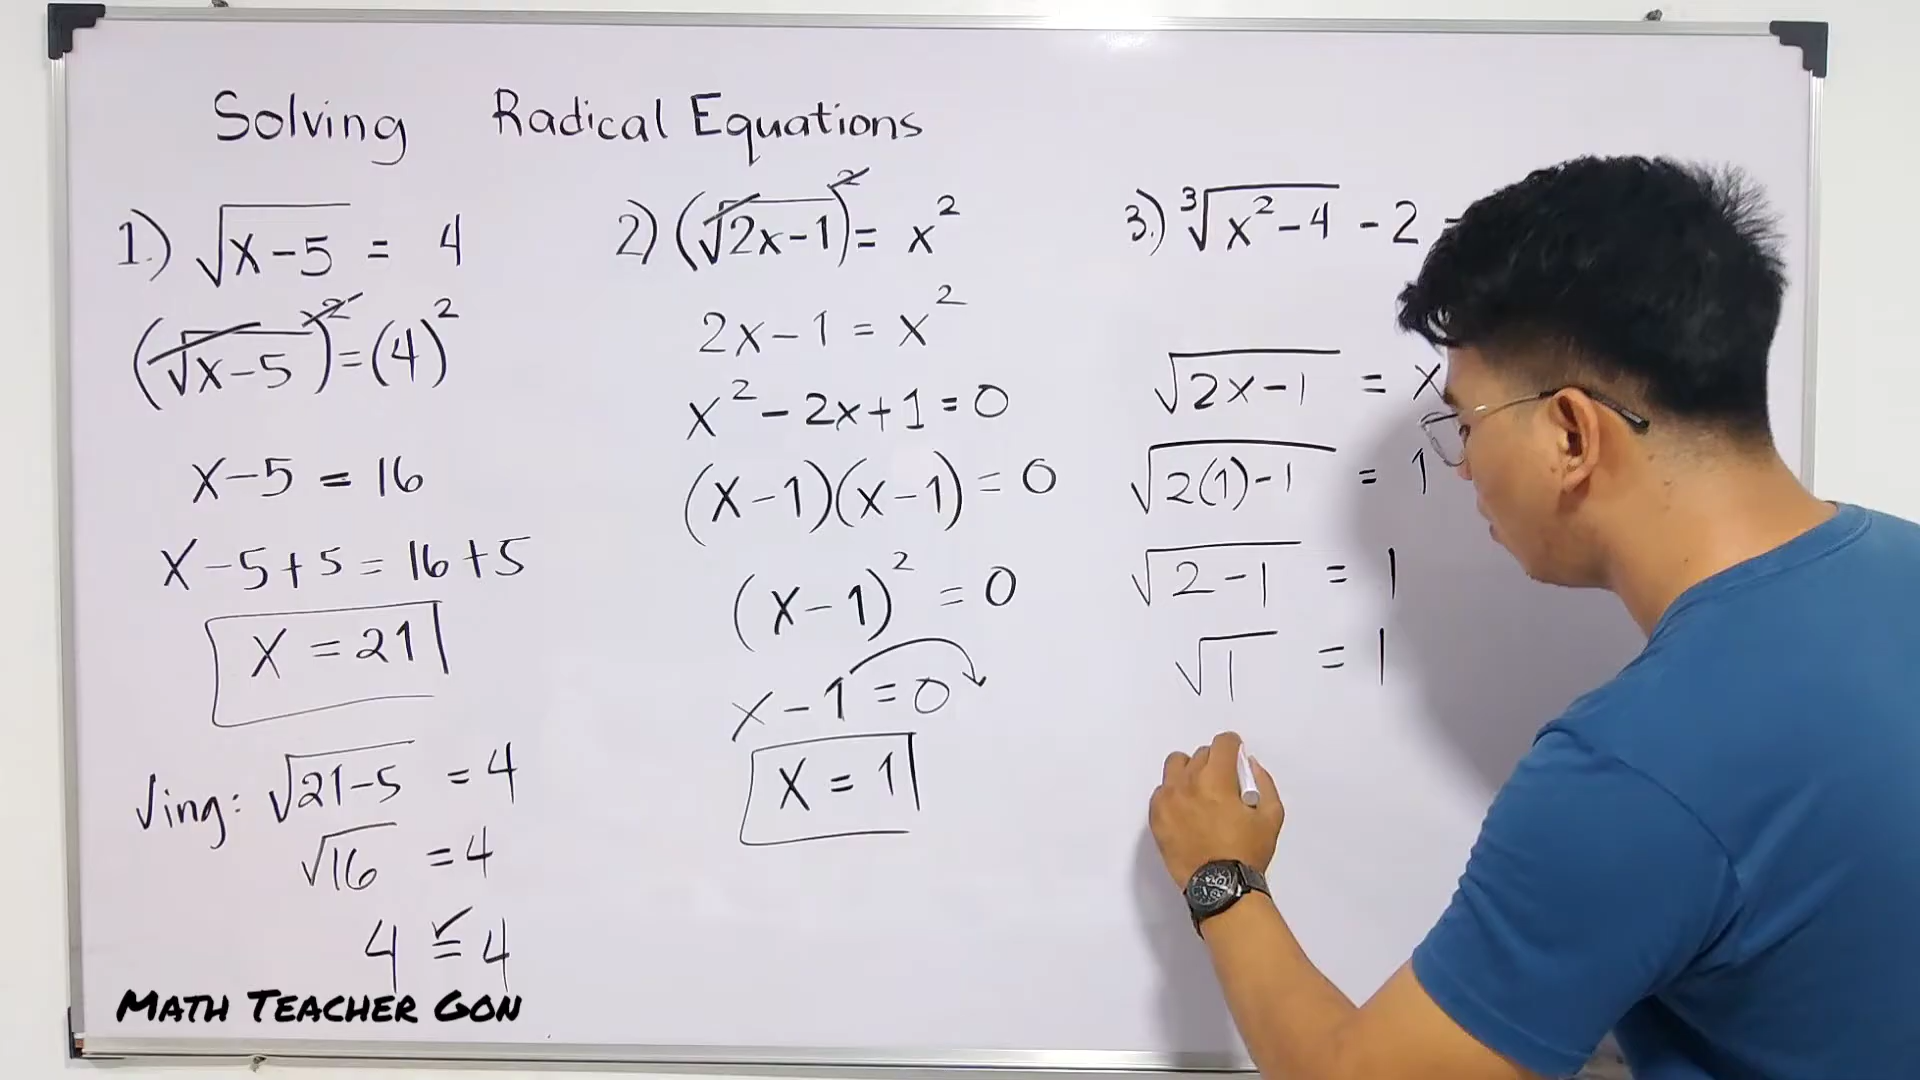 Solving Radical Equations
1.) √x-5 = 4
(√x-5)² = (4)²
x-5 = 16
x-5+5 = 16+5
x = 21
√ing: √21-5 = 4
√16 = 4
4 = 4
2) (√2x-1)² = x²
2x-1 = x²
x² - 2x+1 = 0
(x-1)(x-1) = 0
(x-1)² = 0
x-1 = 0
x = 1
3.) ³√x²-4 - 2 =
√2x-1 = x
√2(1)-1 = 1
√2-1 = 1
√1 = 1
MATH TEACHER GON